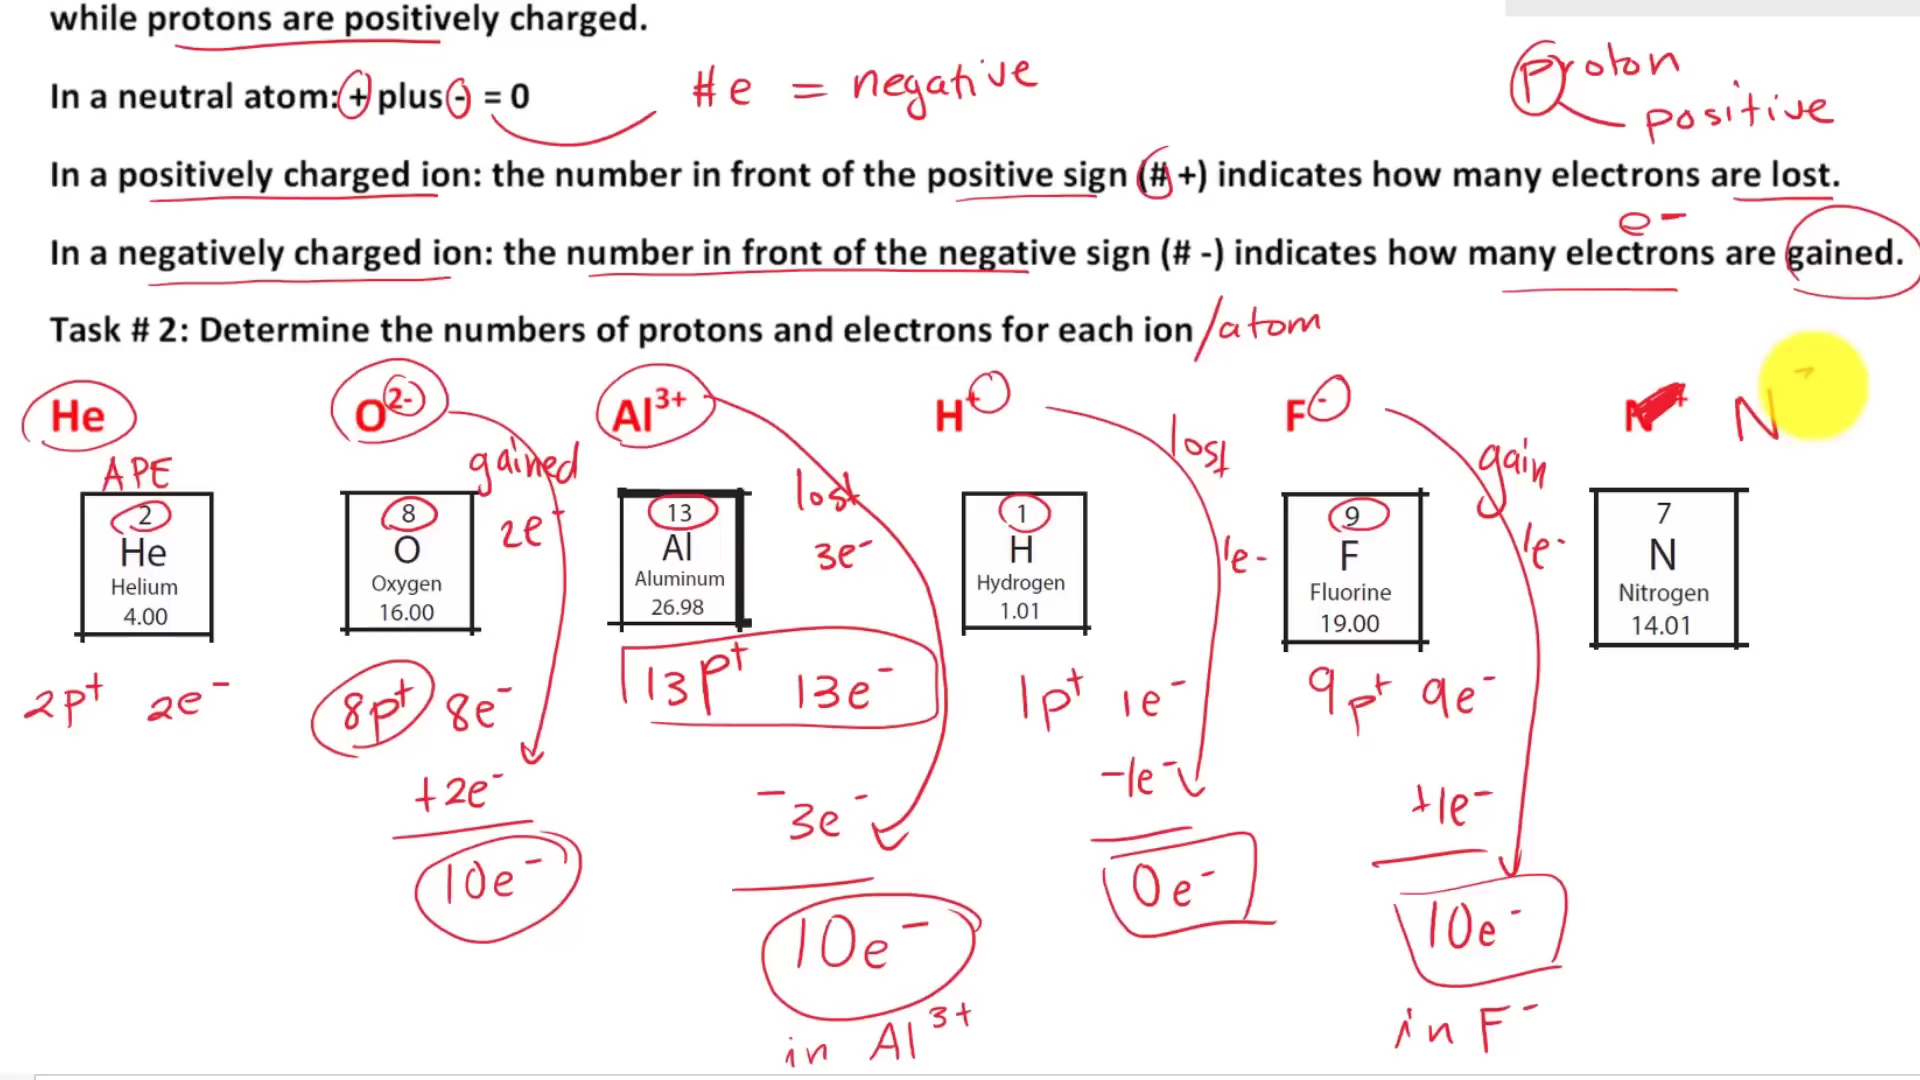 while protons are positively charged.
In a neutral atom: + plus - = 0
#e = negative
Proton
positive
In a positively charged ion: the number in front of the positive sign (# +) indicates how many electrons are lost.
e-
In a negatively charged ion: the number in front of the negative sign (# -) indicates how many electrons are gained.
Task # 2: Determine the numbers of protons and electrons for each ion /atom
He O²⁻ Al³⁺ H⁺ F⁻ N
APE
gained
2e-
lost
3e-
lost
1e-
gain
1e-
2
He
Helium
4.00
8
O
Oxygen
16.00
13
Al
Aluminum
26.98
1
H
Hydrogen
1.01
9
F
Fluorine
19.00
7
N
Nitrogen
14.01
2p+ 2e-
8p+ 8e-
+2e-
10e-
13p+ 13e-
-3e-
10e-
in Al³⁺
1p+ 1e-
-1e-
0e-
9p+ 9e-
+1e-
10e-
in F⁻